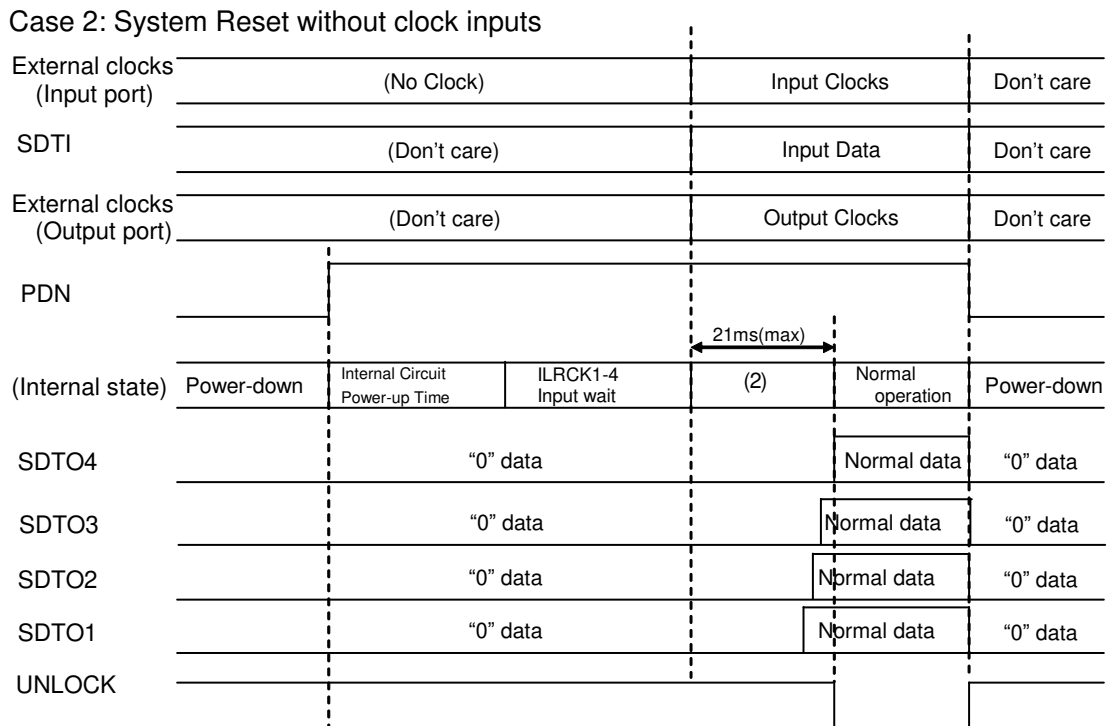 Case 2: System Reset without clock inputs
External clocks
(Input port)
(No Clock)
Input Clocks
Don't care
SDTI
(Don't care)
Input Data
Don't care
External clocks
(Output port)
(Don't care)
Output Clocks
Don't care
PDN
21ms(max)
(Internal state)
Power-down
Internal Circuit
Power-up Time
ILRCK1-4
Input wait
(2)
Normal
operation
Power-down
SDTO4
“0” data
Normal data
“0” data
SDTO3
“0” data
Normal data
“0” data
SDTO2
“0” data
Normal data
“0” data
SDTO1
“0” data
Normal data
“0” data
UNLOCK